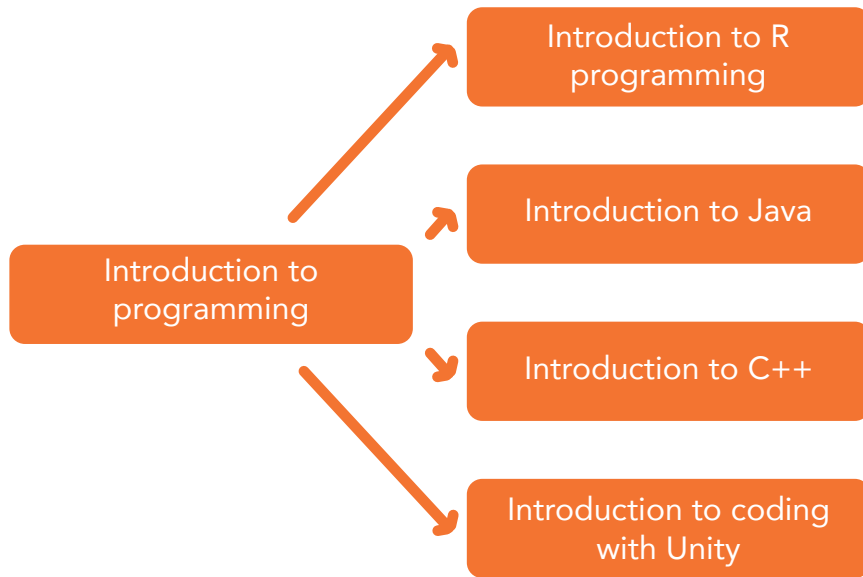 Introduction to R
programming
Introduction to Java
Introduction to
programming
Introduction to C++
Introduction to coding
with Unity